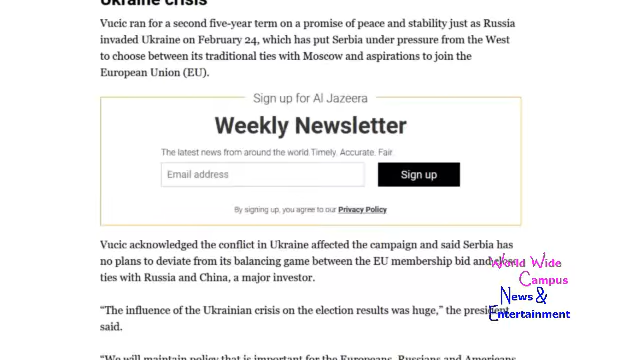 Ukraine crisis
Vucic ran for a second five-year term on a promise of peace and stability just as Russia
invaded Ukraine on February 24, which has put Serbia under pressure from the West
to choose between its traditional ties with Moscow and aspirations to join the
European Union (EU).
Sign up for Al Jazeera
Weekly Newsletter
The latest news from around the world.Timely. Accurate. Fair.
Email address
Sign up
By signing up, you agree to our Privacy Policy
Vucic acknowledged the conflict in Ukraine affected the campaign and said Serbia has
no plans to deviate from its balancing game between the EU membership bid and close
ties with Russia and China, a major investor.
World Wide
Campus
News &
Entertainment
“The influence of the Ukrainian crisis on the election results was huge,” the president
said.
“We will maintain policy that is important for the Europeans, Russians and Americans